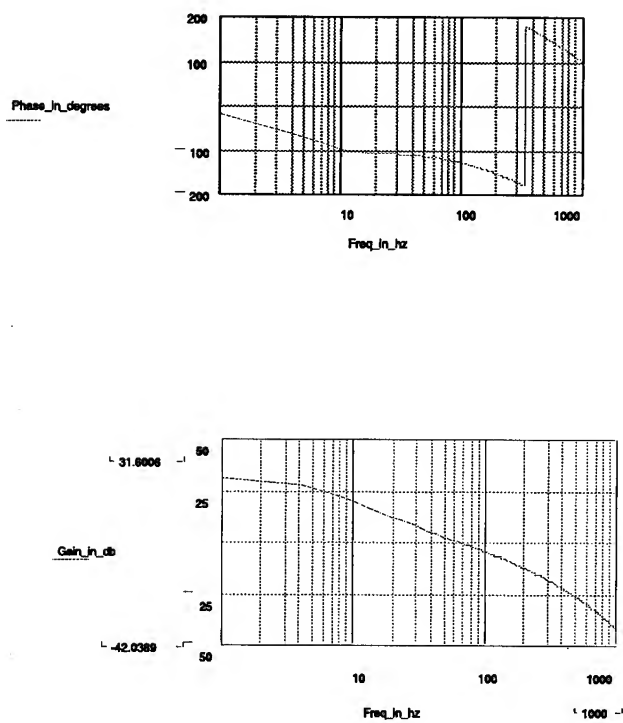 200
100
Phase_in_degrees
— 100
— 200
10 100 1000
Freq_in_hz
31.6006
50
25
Gain_in_db
— 25
-42.0389
50
10 100 1000
Freq_in_hz
1000